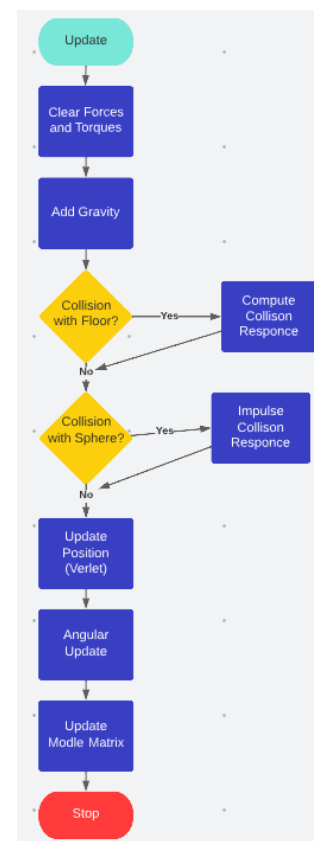 Update
Clear Forces
and Torques
Add Gravity
Collision
with Floor?
Yes
Compute
Collison
Responce
No
Collision
with Sphere?
Yes
Impulse
Collison
Responce
No
Update
Position
(Verlet)
Angular
Update
Update
Modle Matrix
Stop